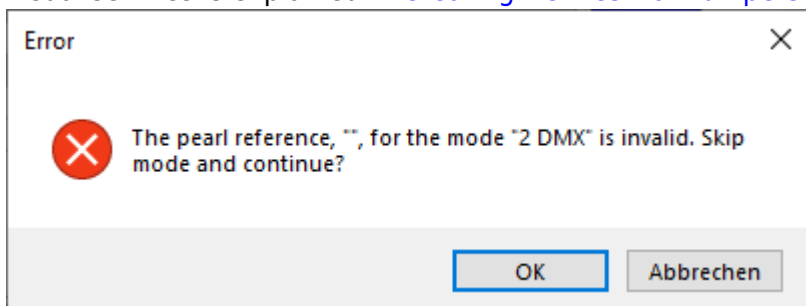 Error
The pearl reference, "", for the mode "2 DMX" is invalid. Skip
mode and continue?
OK
Abbrechen